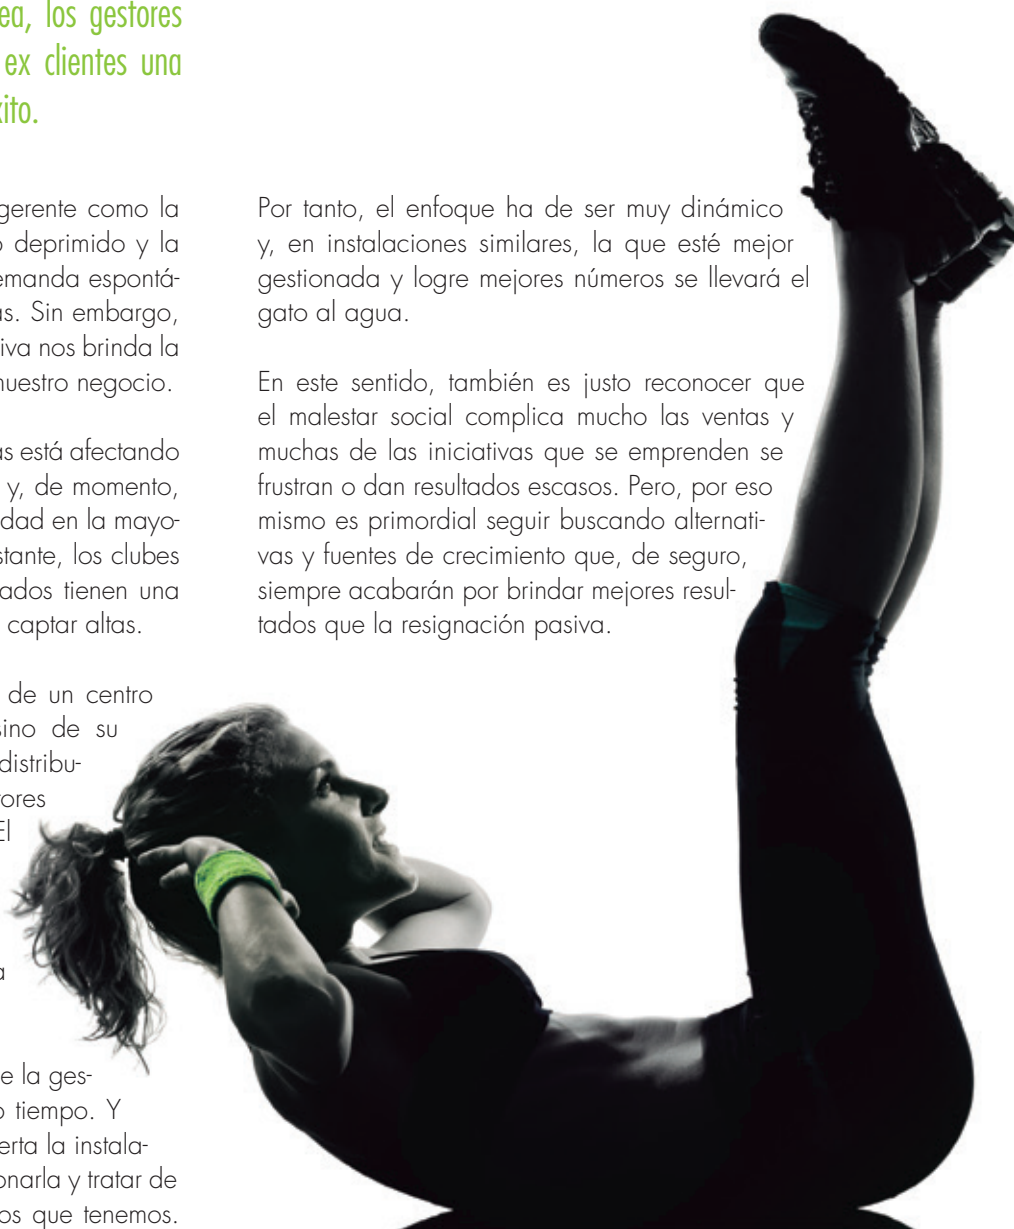 ea, los gestores
ex clientes una
xito.
gerente como la
o deprimido y la
emanda espontá-
as. Sin embargo,
iva nos brinda la
nuestro negocio.
as está afectando
y, de momento,
idad en la mayo-
stante, los clubes
ados tienen una
captar altas.
de un centro
sino de su
distribu-
ores
El
a
e la ges-
o tiempo. Y
erta la instala-
onarla y tratar de
os que tenemos.
Por tanto, el enfoque ha de ser muy dinámico
y, en instalaciones similares, la que esté mejor
gestionada y logre mejores números se llevará el
gato al agua.
En este sentido, también es justo reconocer que
el malestar social complica mucho las ventas y
muchas de las iniciativas que se emprenden se
frustran o dan resultados escasos. Pero, por eso
mismo es primordial seguir buscando alternati-
vas y fuentes de crecimiento que, de seguro,
siempre acabarán por brindar mejores resul-
tados que la resignación pasiva.